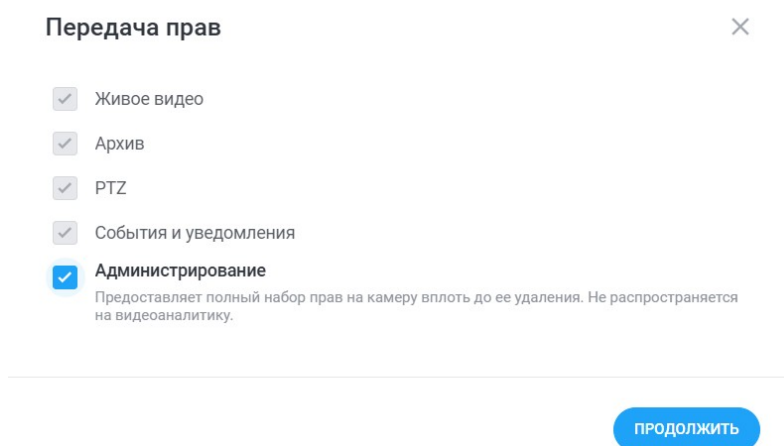 Передача прав
Живое видео
Архив
PTZ
События и уведомления
Администрирование
Предоставляет полный набор прав на камеру вплоть до ее удаления. Не распространяется
на видеоаналитику.
ПРОДОЛЖИТЬ